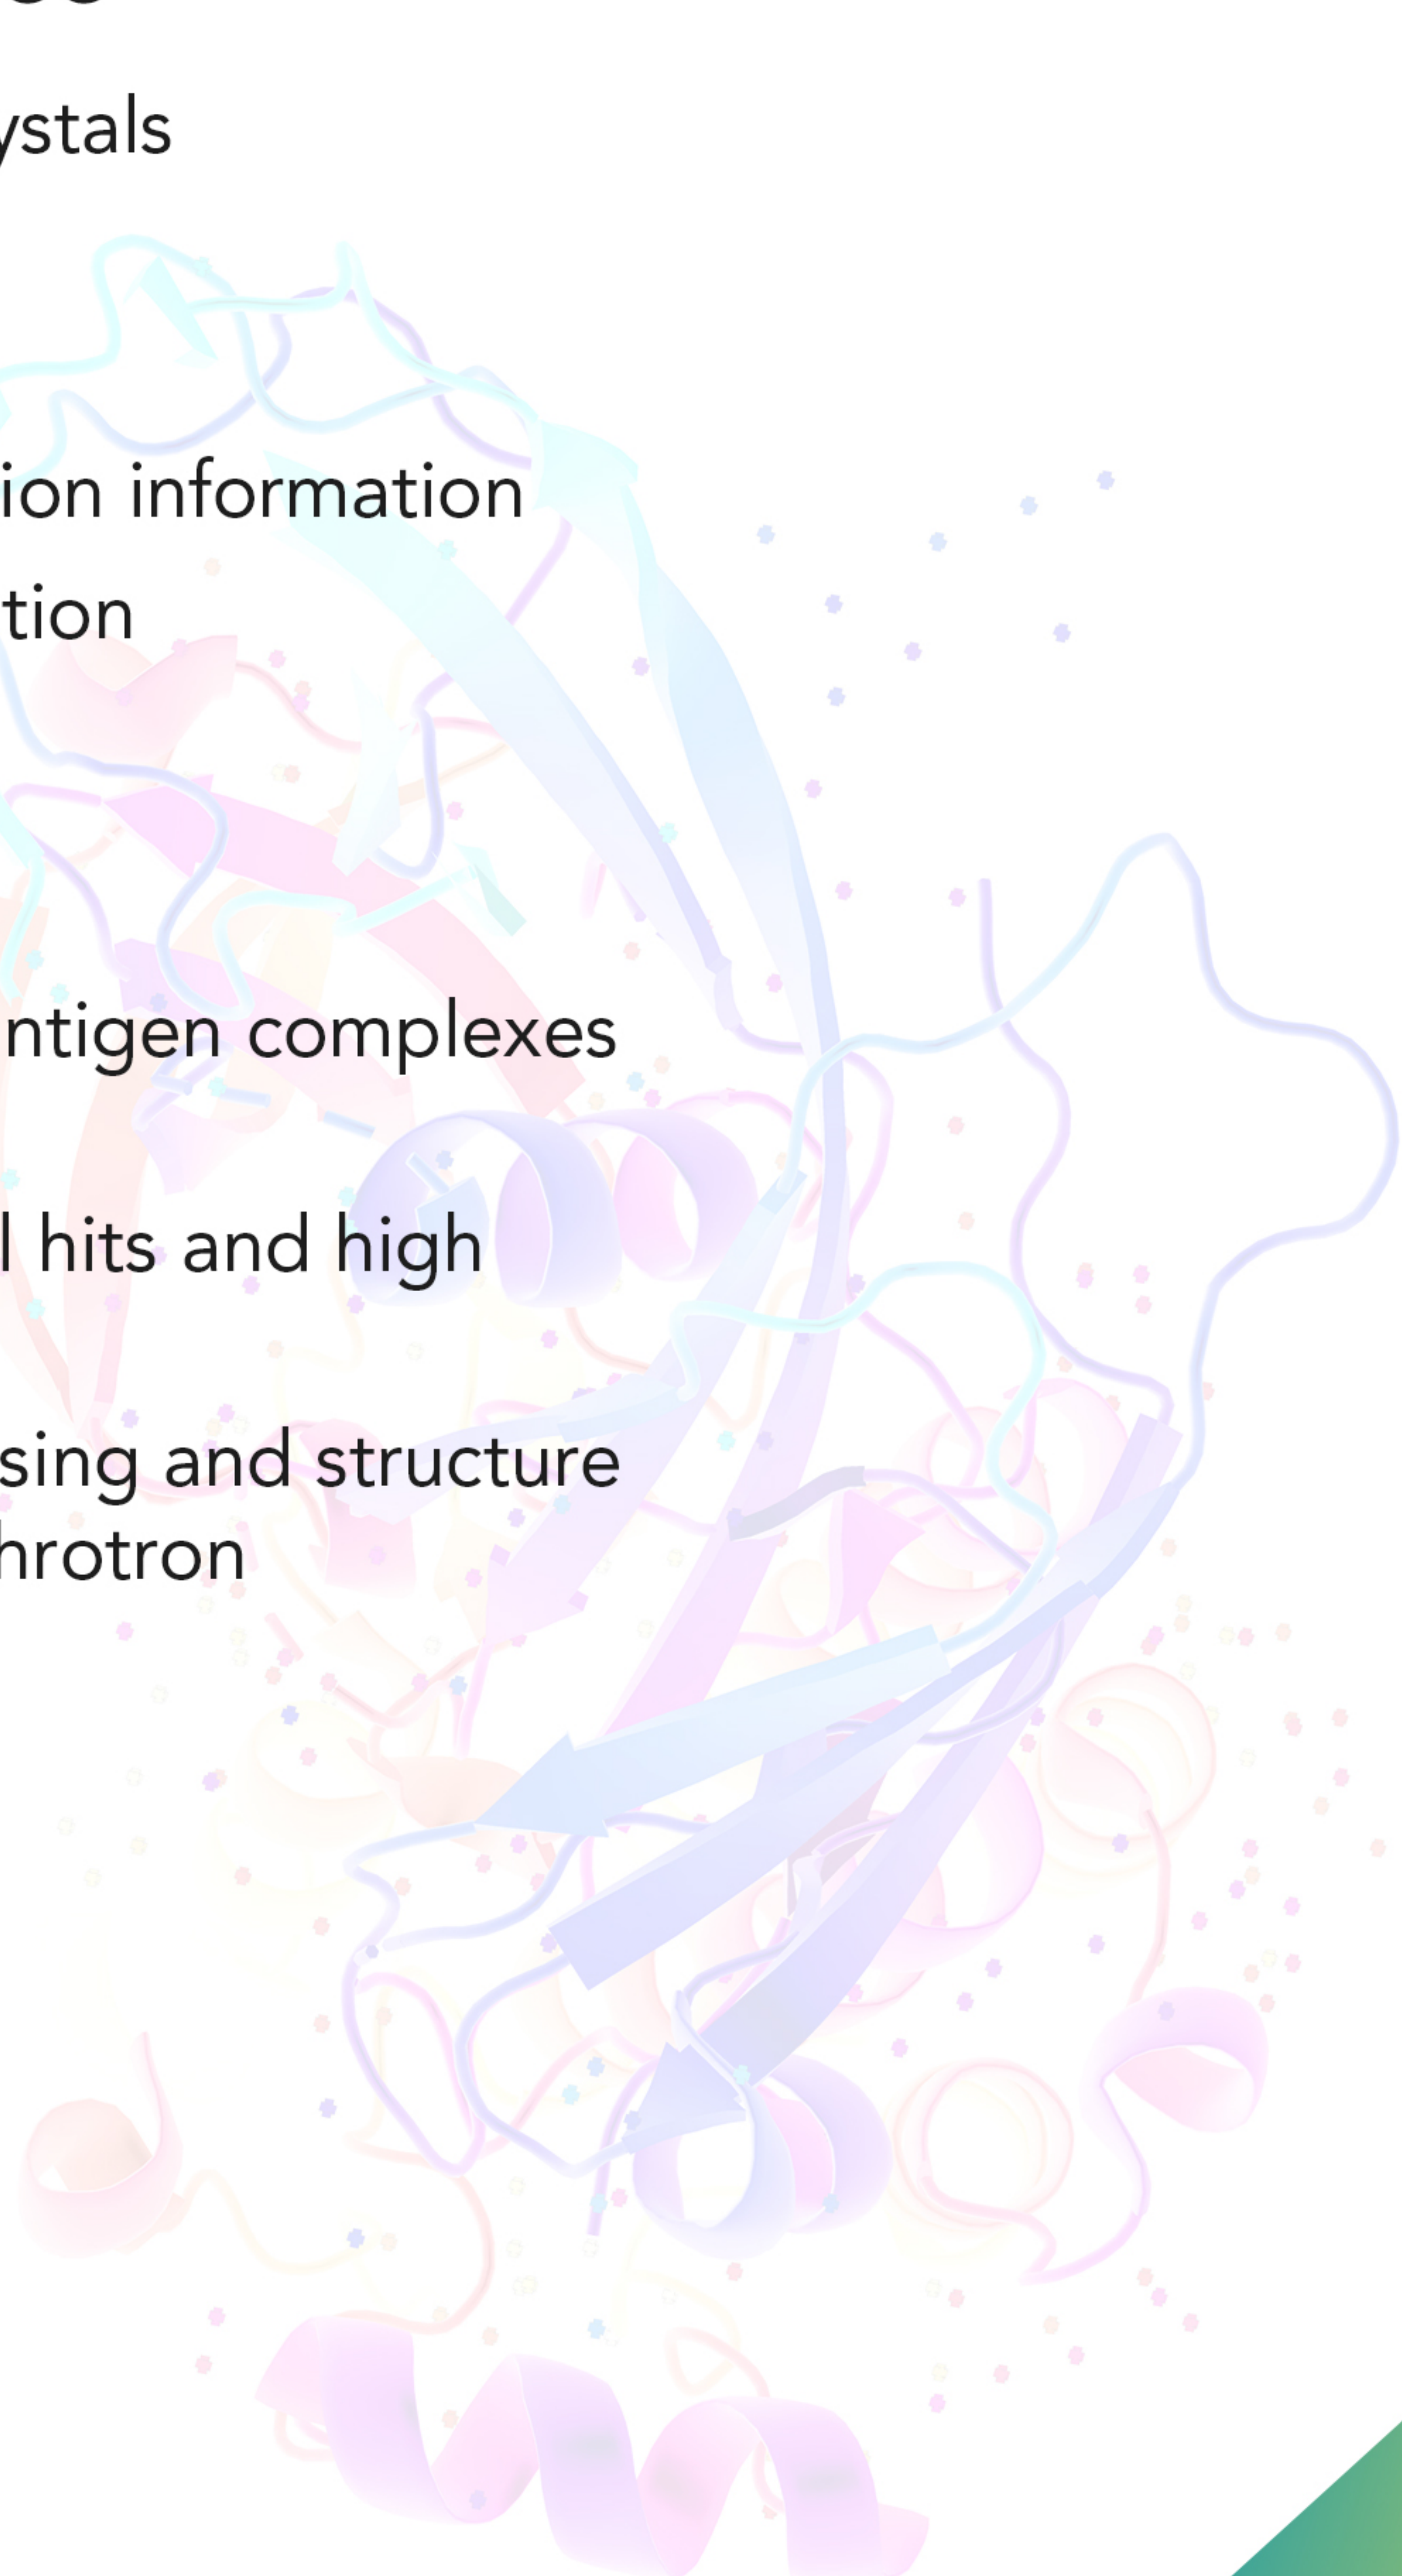 ystals
ion information
tion
ntigen complexes
l hits and high
sing and structure
hrotron